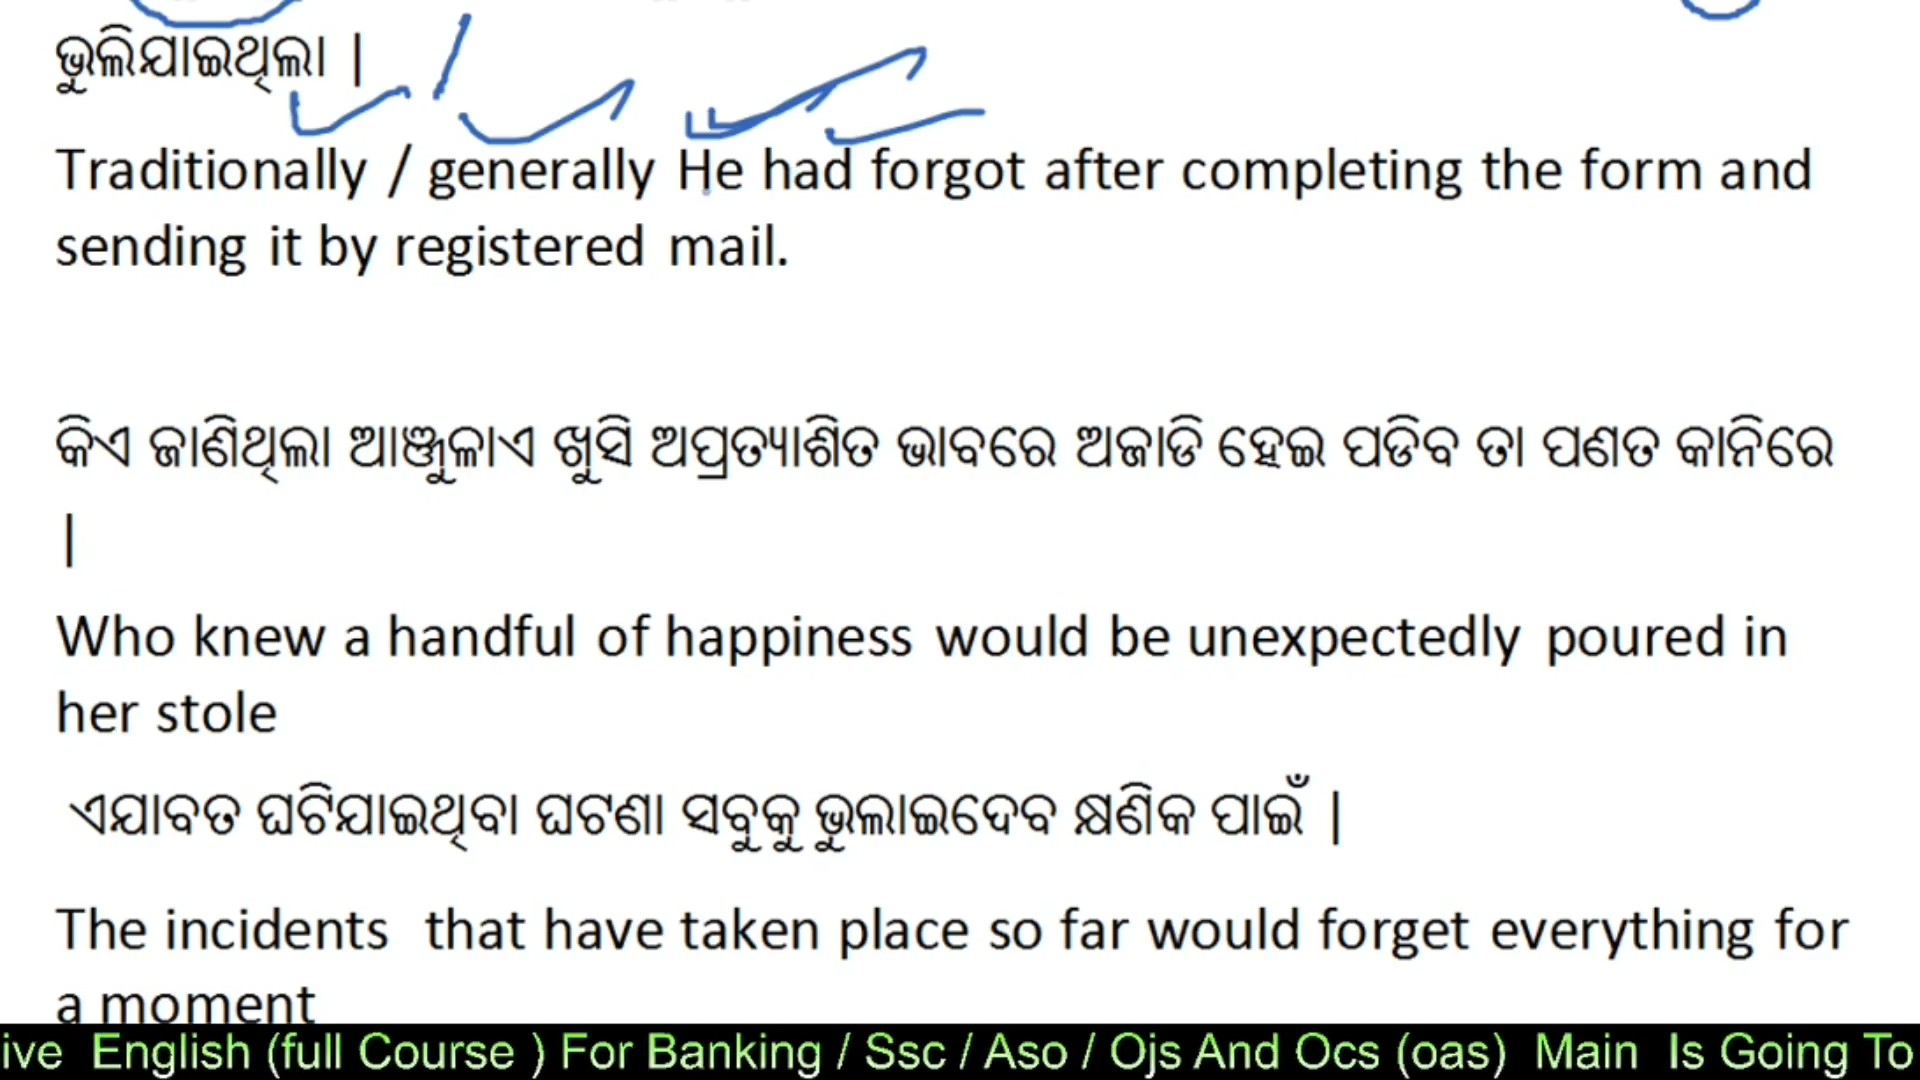 ଭୁଲିଯାଇଥିଲା |
Traditionally / generally He had forgot after completing the form and
sending it by registered mail.
କିଏ ଜାଣିଥିଲା ଆଞ୍ଜୁଳାଏ ଖୁସି ଅପ୍ରତ୍ୟାଶିତ ଭାବରେ ଅଜାଡି ହେଇ ପଡିବ ତା ପଣତ କାନିରେ
|
Who knew a handful of happiness would be unexpectedly poured in
her stole
ଏଯାବତ ଘଟିଯାଇଥିବା ଘଟଣା ସବୁକୁ ଭୁଲାଇଦେବ କ୍ଷଣିକ ପାଇଁ |
The incidents that have taken place so far would forget everything for
a moment
ive English (full Course ) For Banking / Ssc / Aso / Ojs And Ocs (oas) Main Is Going To